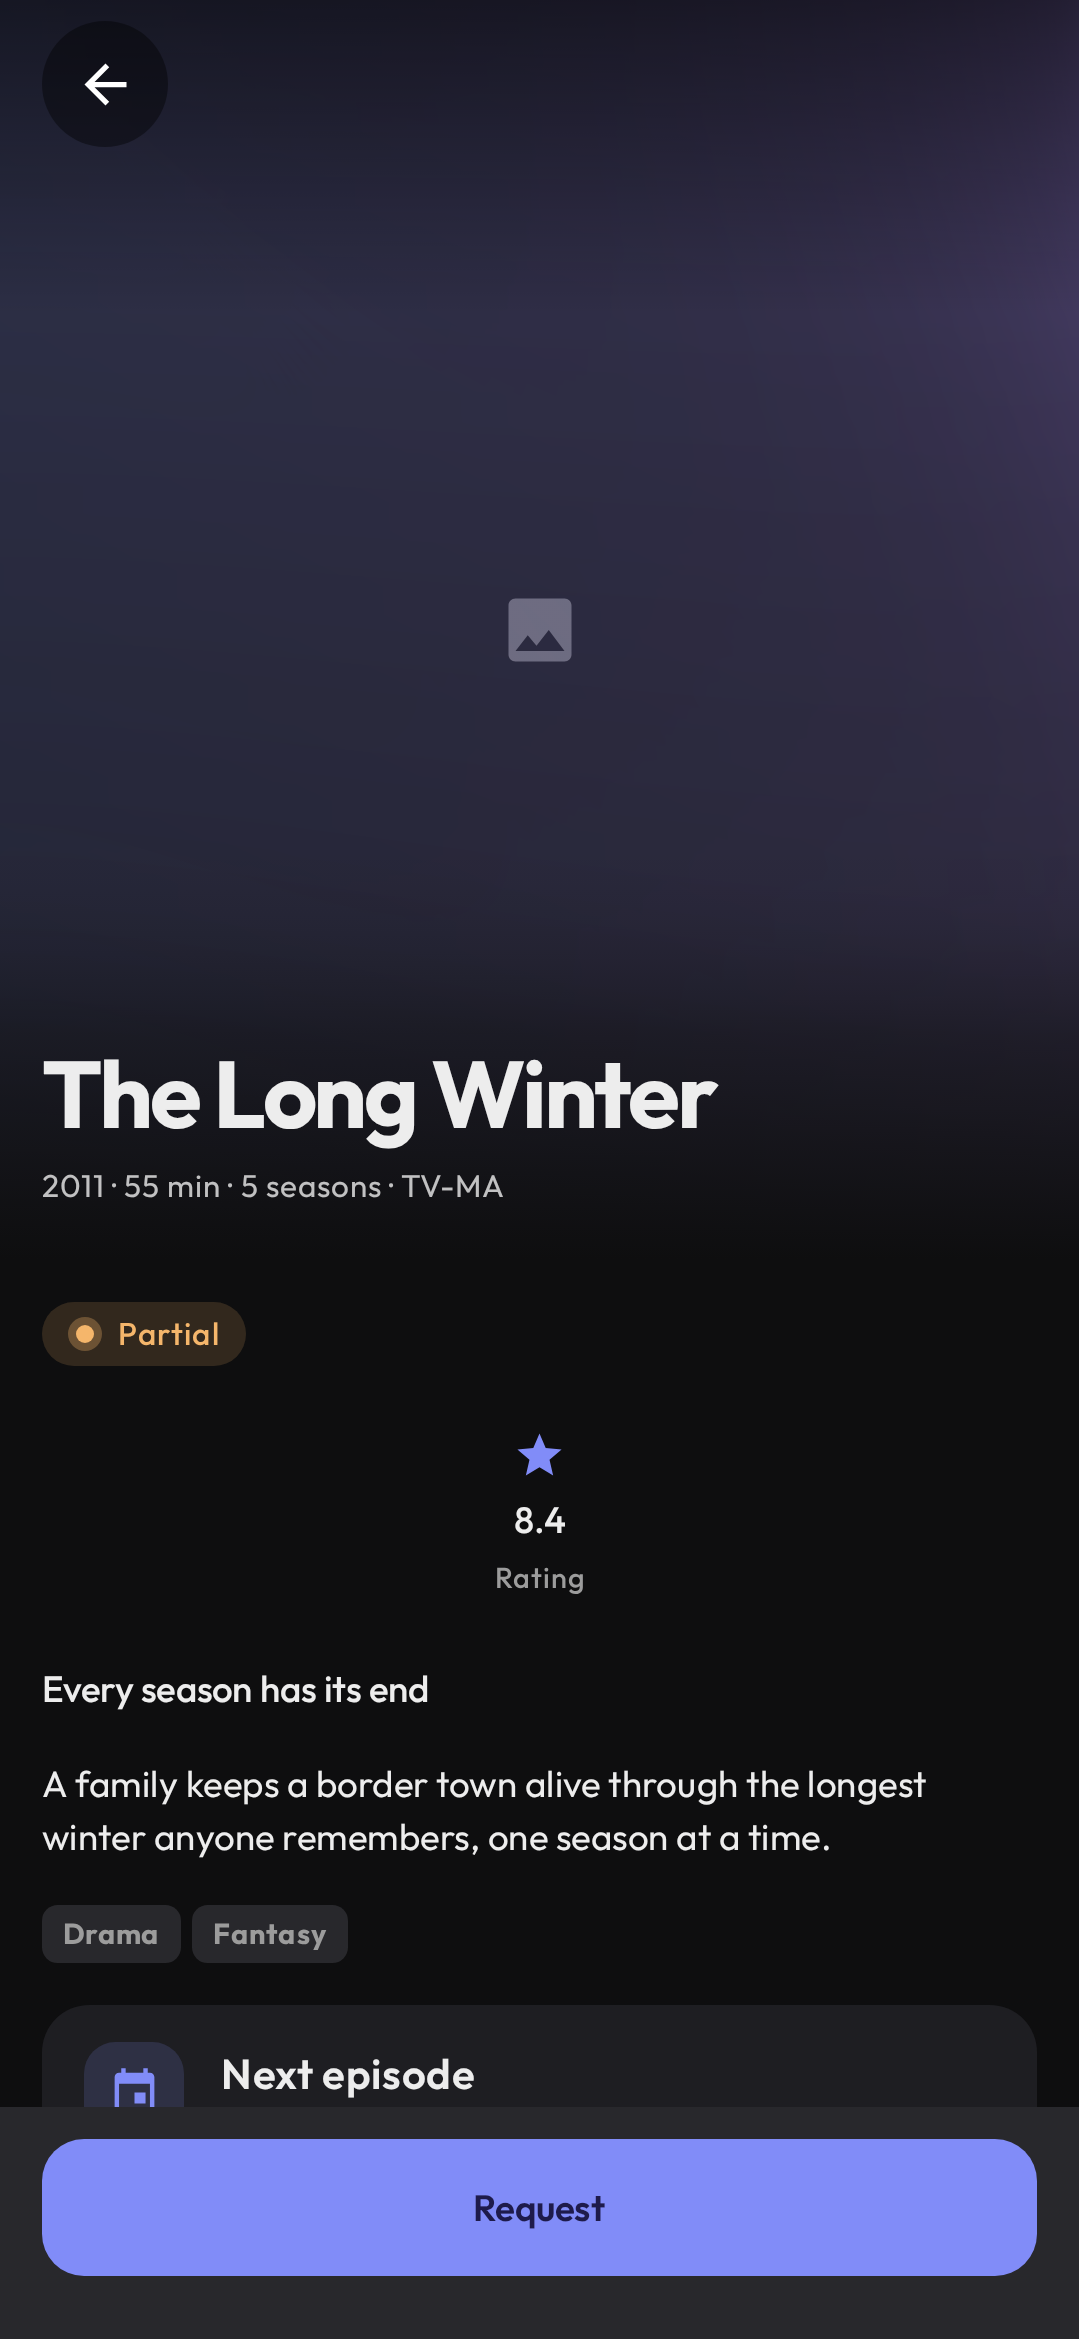 The Long Winter
2011 · 55 min · 5 seasons · TV-MA
Partial
8.4
Rating
Every season has its end
A family keeps a border town alive through the longest
winter anyone remembers, one season at a time.
Drama Fantasy
Next episode
Request